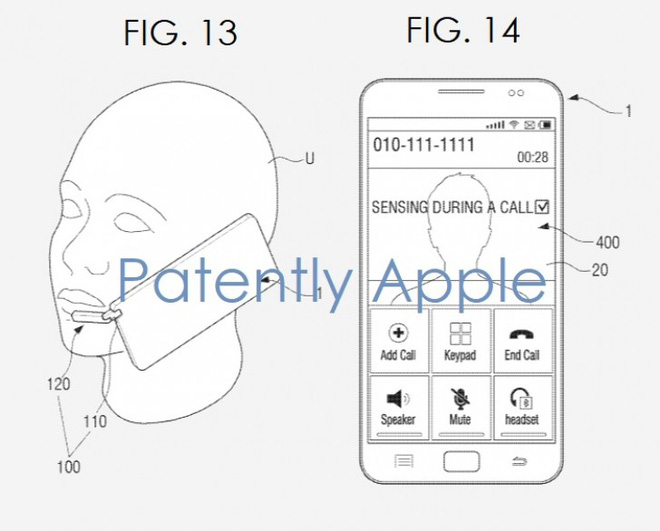 FIG. 13
U
1
120
110
100
FIG. 14
1
010-111-1111
00:28
SENSING DURING A CALL
400
20
Add Call
Keypad
End Call
Speaker
Mute
headset
Patently Apple